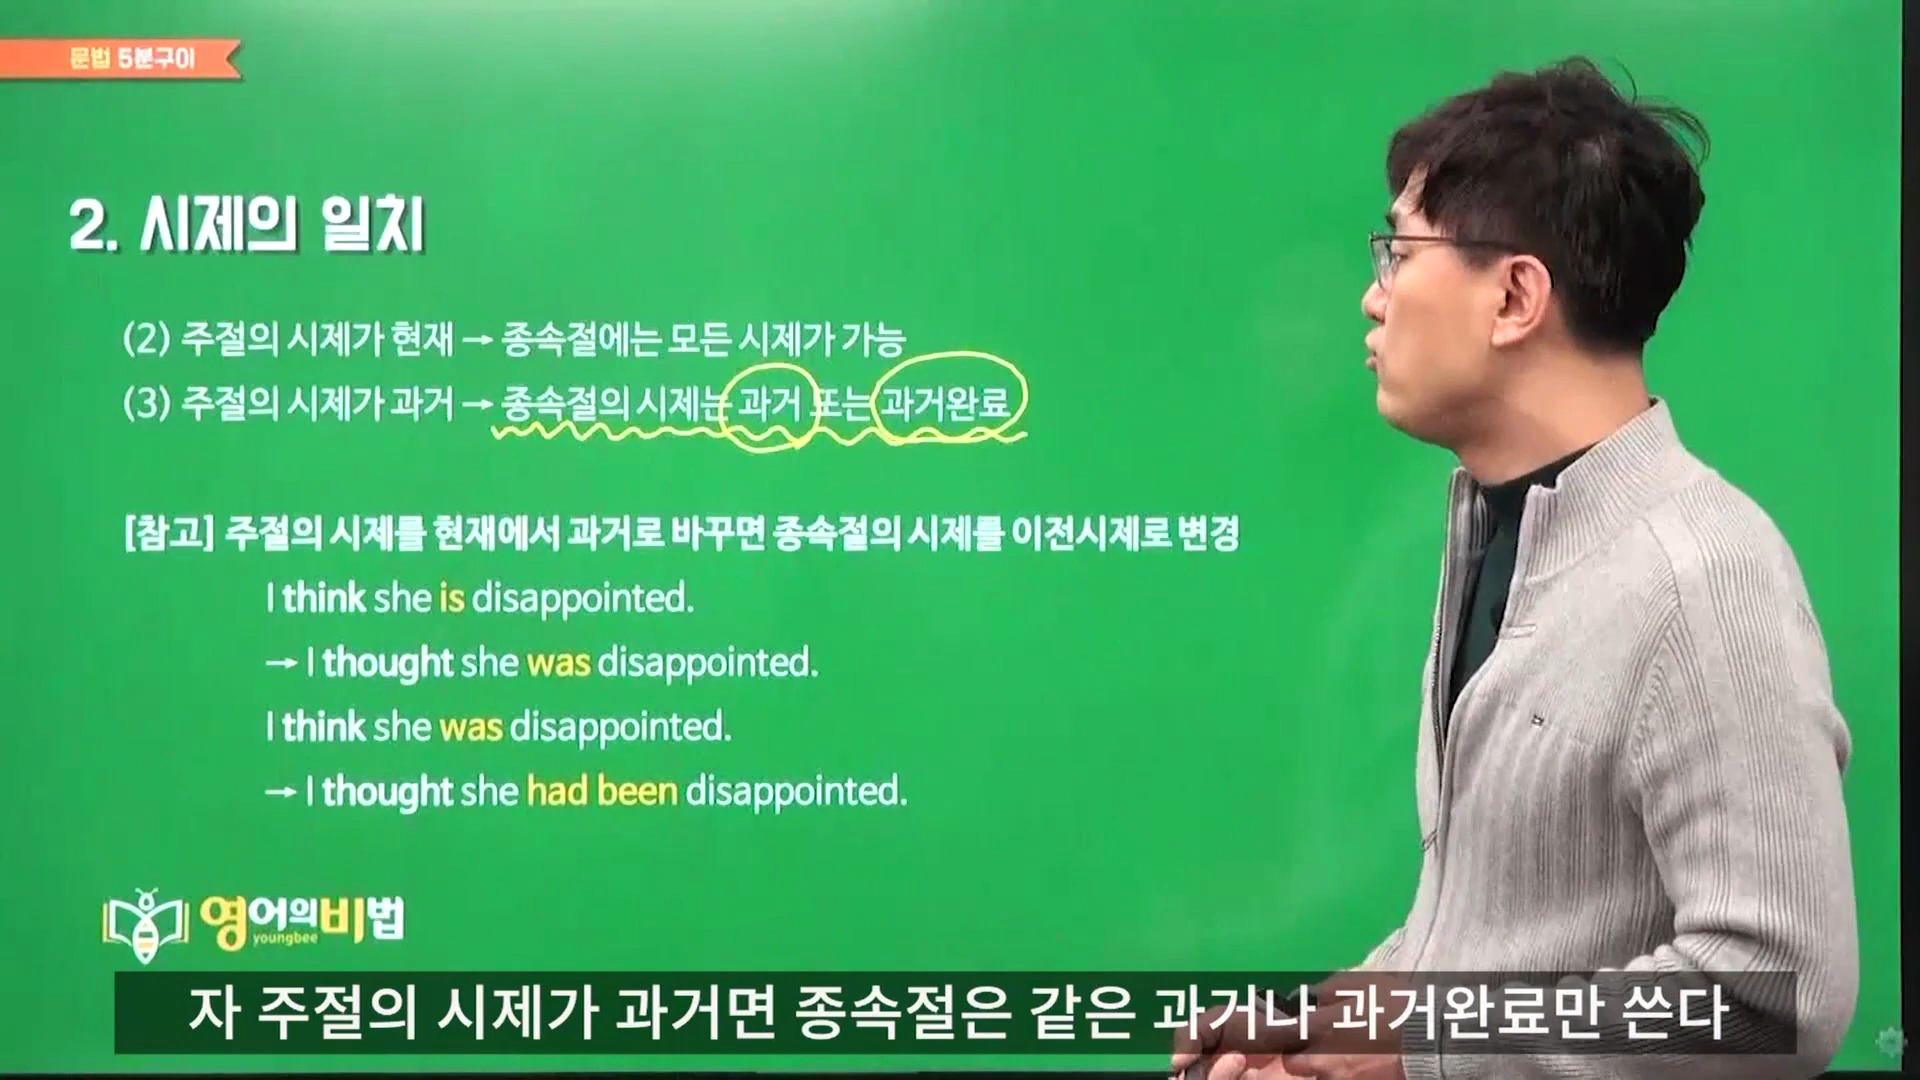 문법 5분구이
2. 시제의 일치
(2) 주절의 시제가 현재 → 종속절에는 모든 시제가 가능
(3) 주절의 시제가 과거 → 종속절의 시제는 과거 또는 과거완료
[참고] 주절의 시제를 현재에서 과거로 바꾸면 종속절의 시제를 이전시제로 변경
I think she is disappointed.
→ I thought she was disappointed.
I think she was disappointed.
→ I thought she had been disappointed.
영어의비법
youngbee
자 주절의 시제가 과거면 종속절은 같은 과거나 과거완료만 쓴다